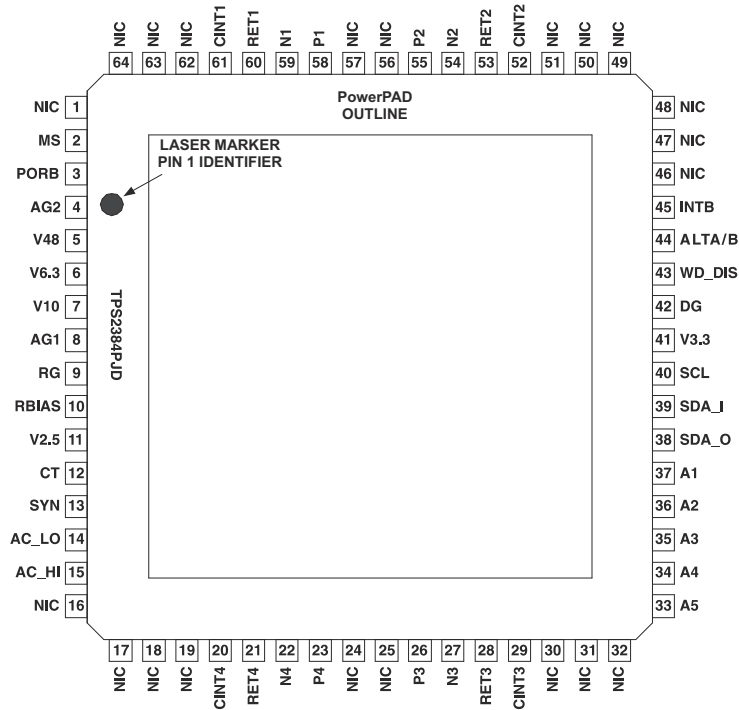 NIC NIC NIC CINT1 RET1 N1 P1 NIC NIC P2 N2 RET2 CINT2 NIC NIC NIC
64 63 62 61 60 59 58 57 56 55 54 53 52 51 50 49
PowerPAD
OUTLINE
LASER MARKER
PIN 1 IDENTIFIER
NIC 1
MS 2
PORB 3
AG2 4
V48 5
V6.3 6
V10 7
AG1 8
RG 9
RBIAS 10
V2.5 11
CT 12
SYN 13
AC_LO 14
AC_HI 15
NIC 16
TPS2384PJD
48 NIC
47 NIC
46 NIC
45 INTB
44 ALTA/B
43 WD_DIS
42 DG
41 V3.3
40 SCL
39 SDA_I
38 SDA_O
37 A1
36 A2
35 A3
34 A4
33 A5
17 18 19 20 21 22 23 24 25 26 27 28 29 30 31 32
NIC NIC NIC CINT4 RET4 N4 P4 NIC NIC P3 N3 RET3 CINT3 NIC NIC NIC